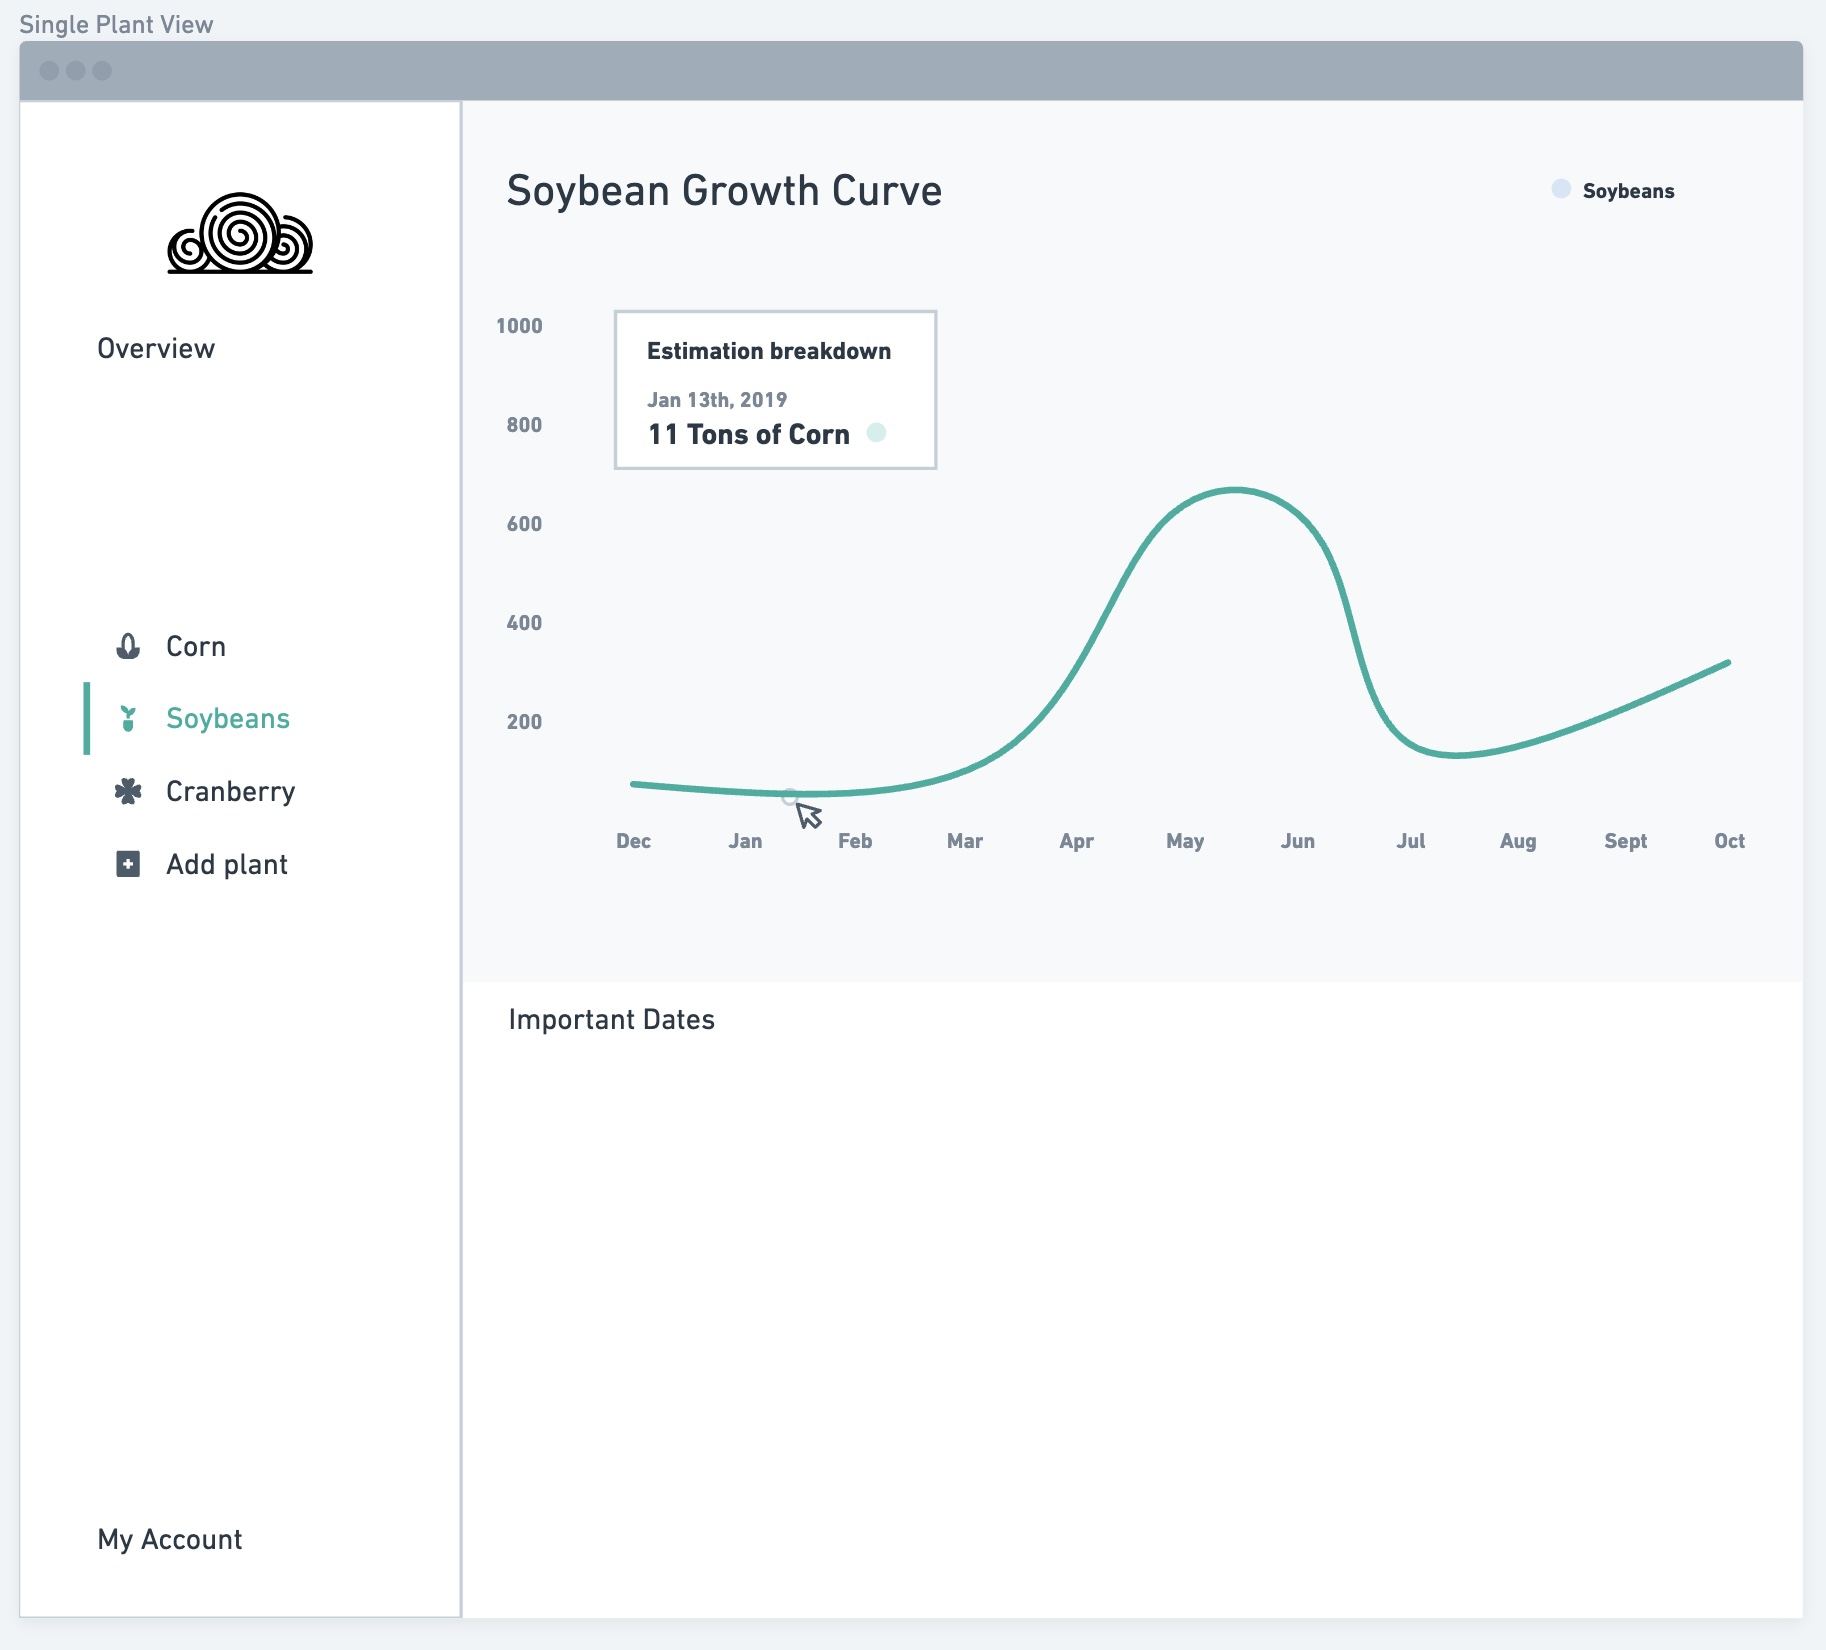 Single Plant View
Overview
Corn
Soybeans
Cranberry
Add plant
My Account
Soybean Growth Curve
Soybeans
1000
800
600
400
200
Estimation breakdown
Jan 13th, 2019
11 Tons of Corn
Dec Jan Feb Mar Apr May Jun Jul Aug Sept Oct
Important Dates